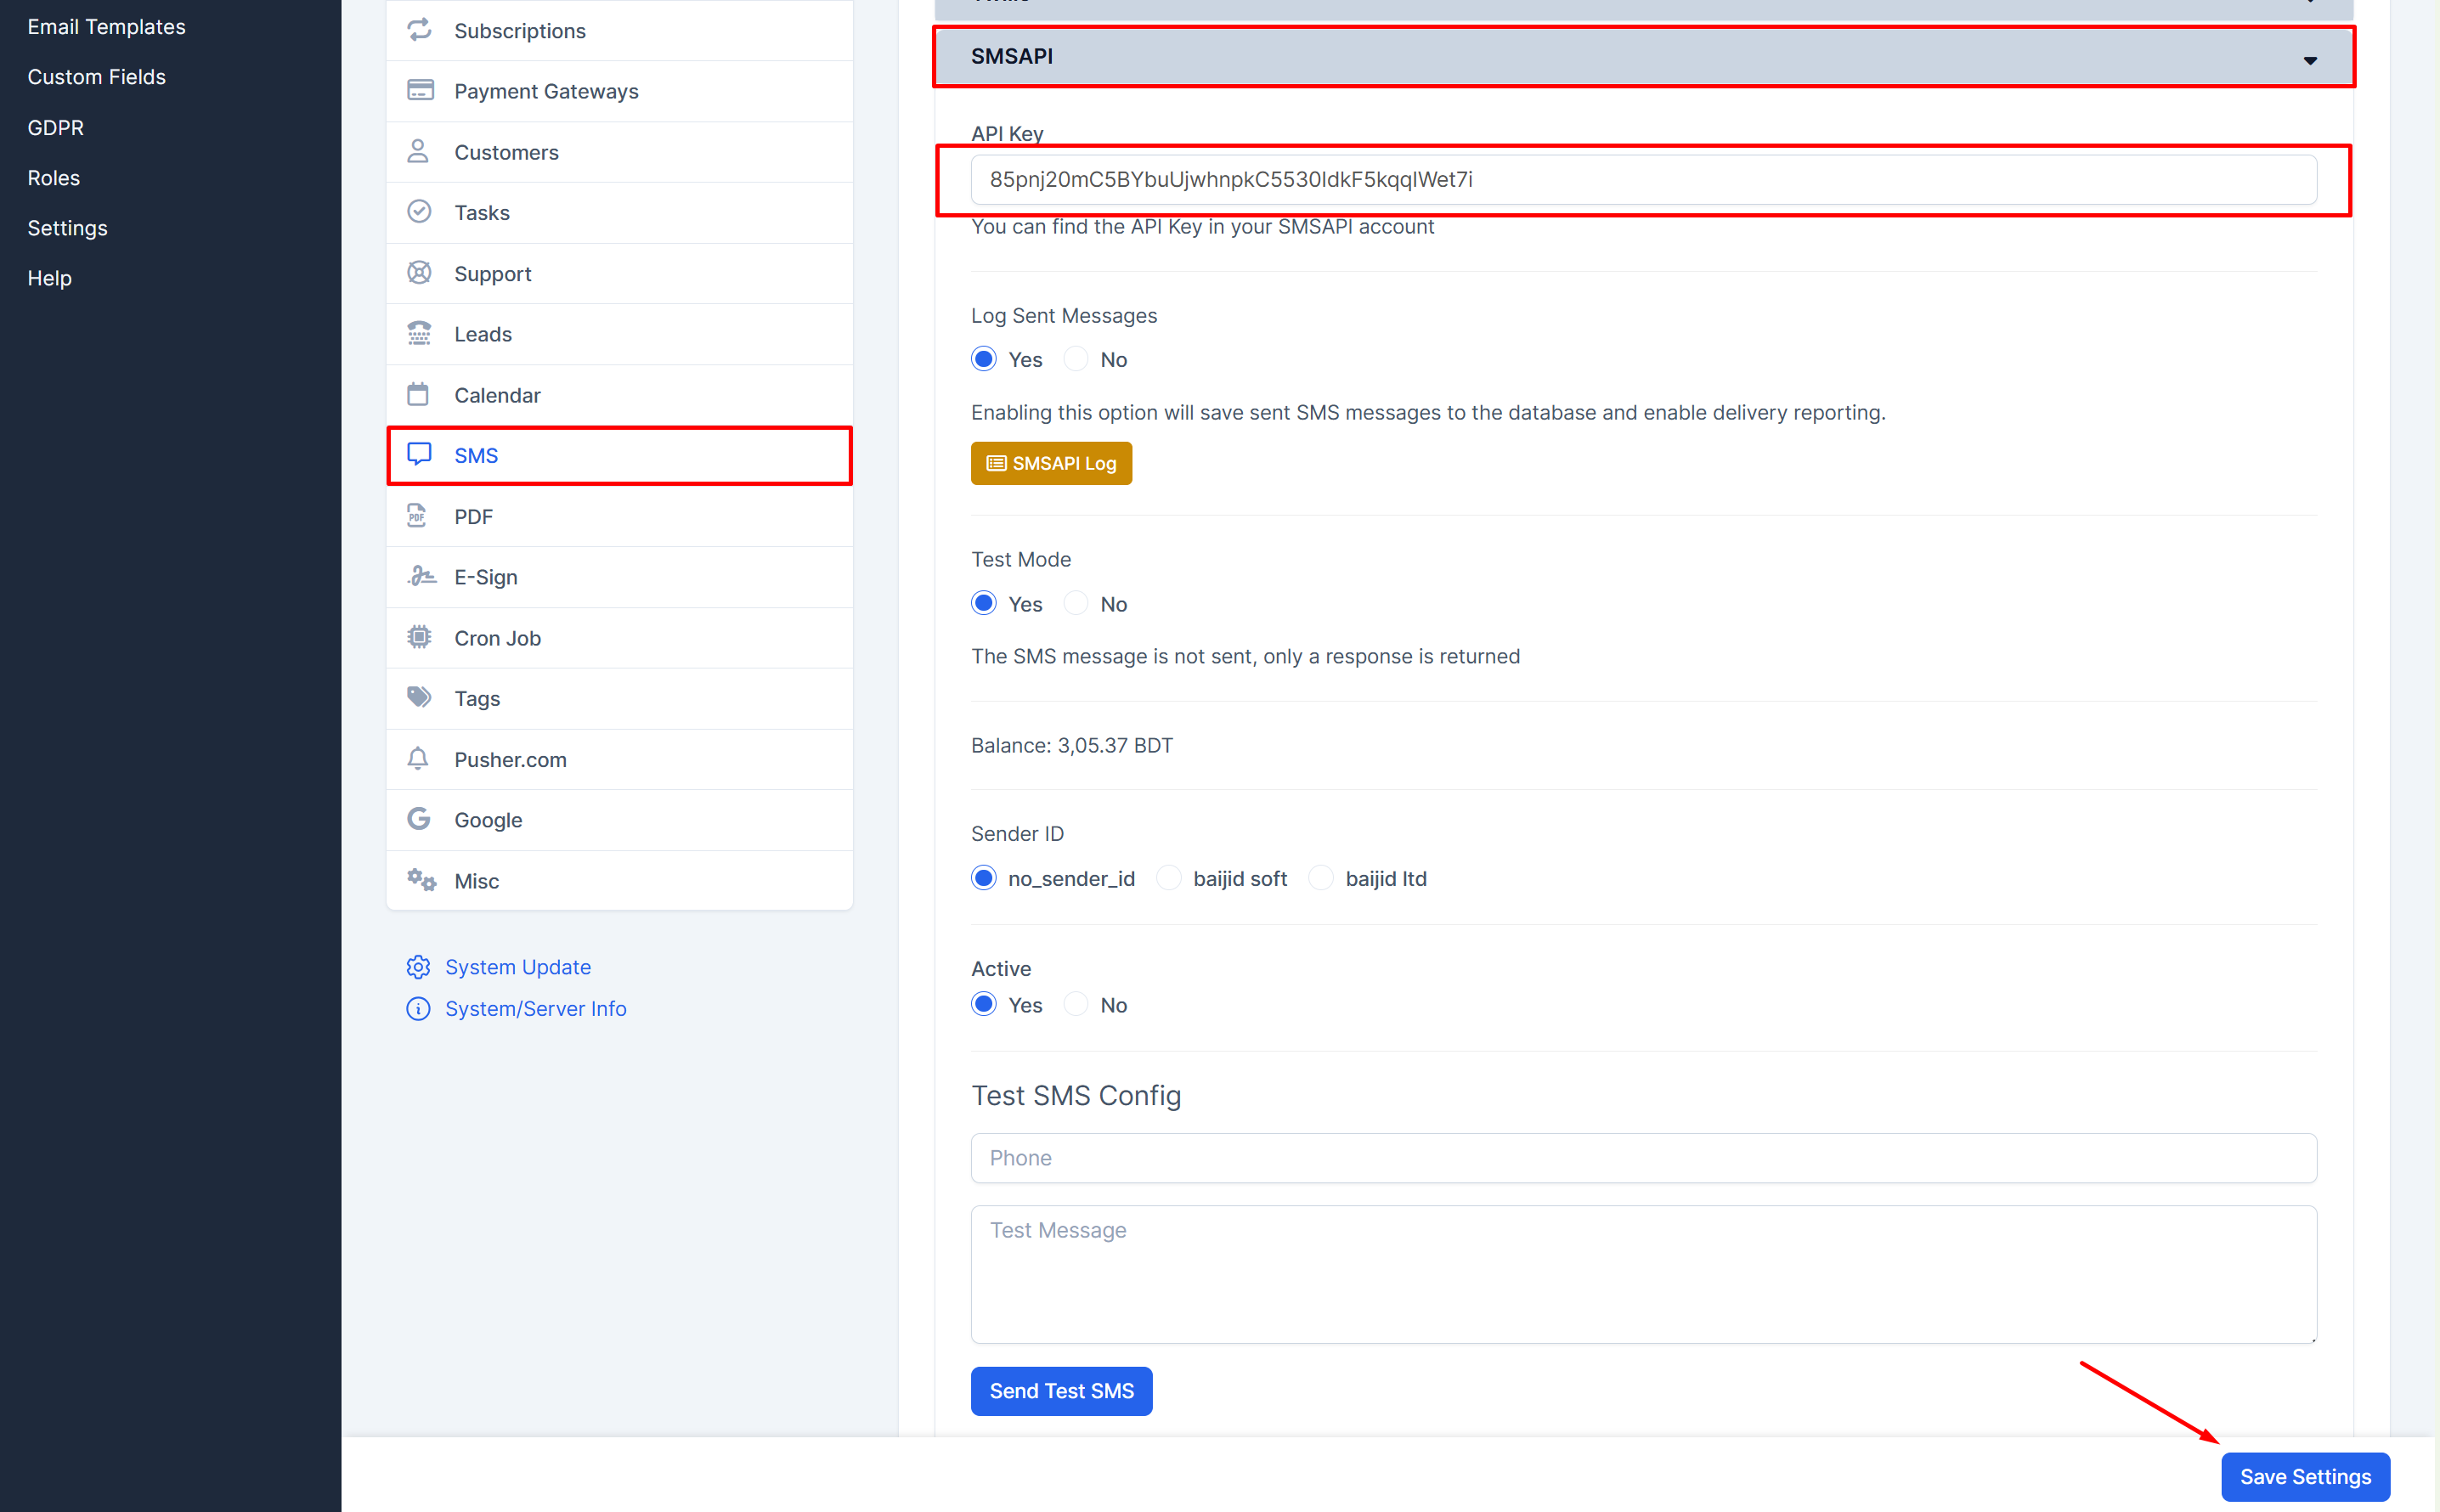 Email Templates
Custom Fields
GDPR
Roles
Settings
Help
Subscriptions
Payment Gateways
Customers
Tasks
Support
Leads
Calendar
SMS
PDF
E-Sign
Cron Job
Tags
Pusher.com
Google
Misc
System Update
System/Server Info
SMSAPI
API Key
85pnj20mC5BYbuUjwhnpkC5530IdkF5kqqIWet7i
You can find the API Key in your SMSAPI account
Log Sent Messages
Yes No
Enabling this option will save sent SMS messages to the database and enable delivery reporting.
SMSAPI Log
Test Mode
Yes No
The SMS message is not sent, only a response is returned
Balance: 3,05.37 BDT
Sender ID
no_sender_id baijid soft baijid ltd
Active
Yes No
Test SMS Config
Phone
Test Message
Send Test SMS
Save Settings